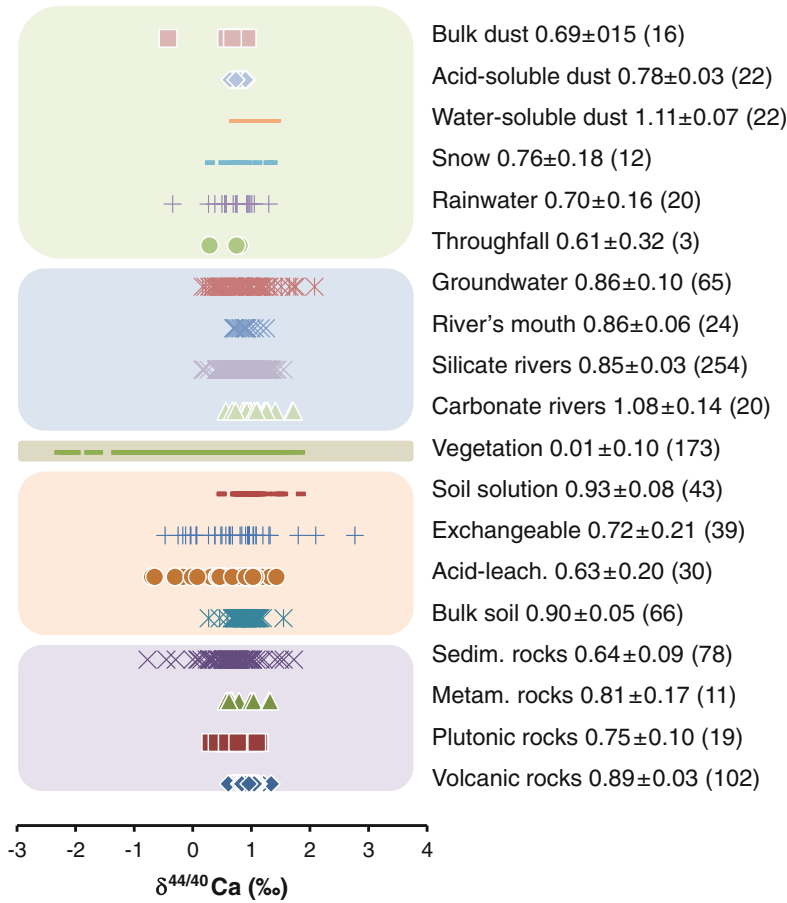 Bulk dust 0.69±015 (16)
Acid-soluble dust 0.78±0.03 (22)
Water-soluble dust 1.11±0.07 (22)
Snow 0.76±0.18 (12)
Rainwater 0.70±0.16 (20)
Throughfall 0.61±0.32 (3)
Groundwater 0.86±0.10 (65)
River's mouth 0.86±0.06 (24)
Silicate rivers 0.85±0.03 (254)
Carbonate rivers 1.08±0.14 (20)
Vegetation 0.01±0.10 (173)
Soil solution 0.93±0.08 (43)
Exchangeable 0.72±0.21 (39)
Acid-leach. 0.63±0.20 (30)
Bulk soil 0.90±0.05 (66)
Sedim. rocks 0.64±0.09 (78)
Metam. rocks 0.81±0.17 (11)
Plutonic rocks 0.75±0.10 (19)
Volcanic rocks 0.89±0.03 (102)
-3 -2 -1 0 1 2 3 4
δ44/40Ca (‰)